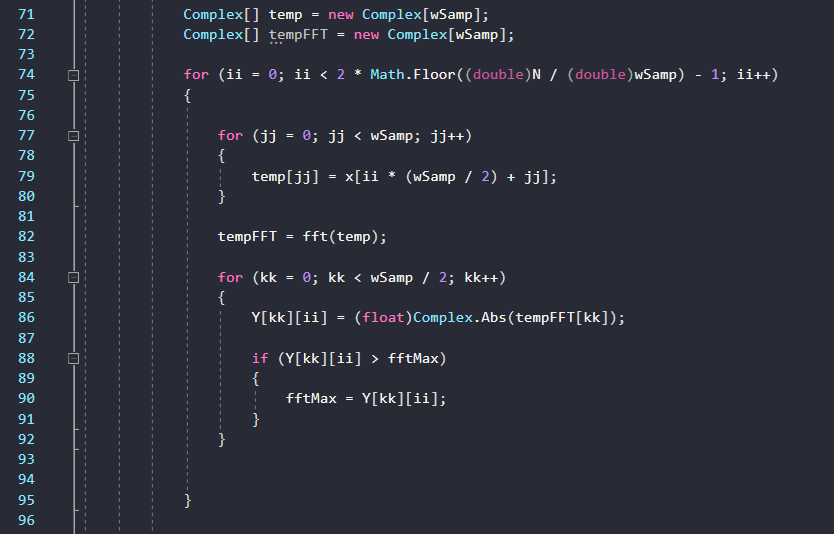 71 Complex[] temp = new Complex[wSamp];
72 Complex[] tempFFT = new Complex[wSamp];
73
74 for (ii = 0; ii < 2 * Math.Floor((double)N / (double)wSamp) - 1; ii++)
75 {
76
77 for (jj = 0; jj < wSamp; jj++)
78 {
79 temp[jj] = x[ii * (wSamp / 2) + jj];
80 }
81
82 tempFFT = fft(temp);
83
84 for (kk = 0; kk < wSamp / 2; kk++)
85 {
86 Y[kk][ii] = (float)Complex.Abs(tempFFT[kk]);
87
88 if (Y[kk][ii] > fftMax)
89 {
90 fftMax = Y[kk][ii];
91 }
92 }
93
94
95 }
96